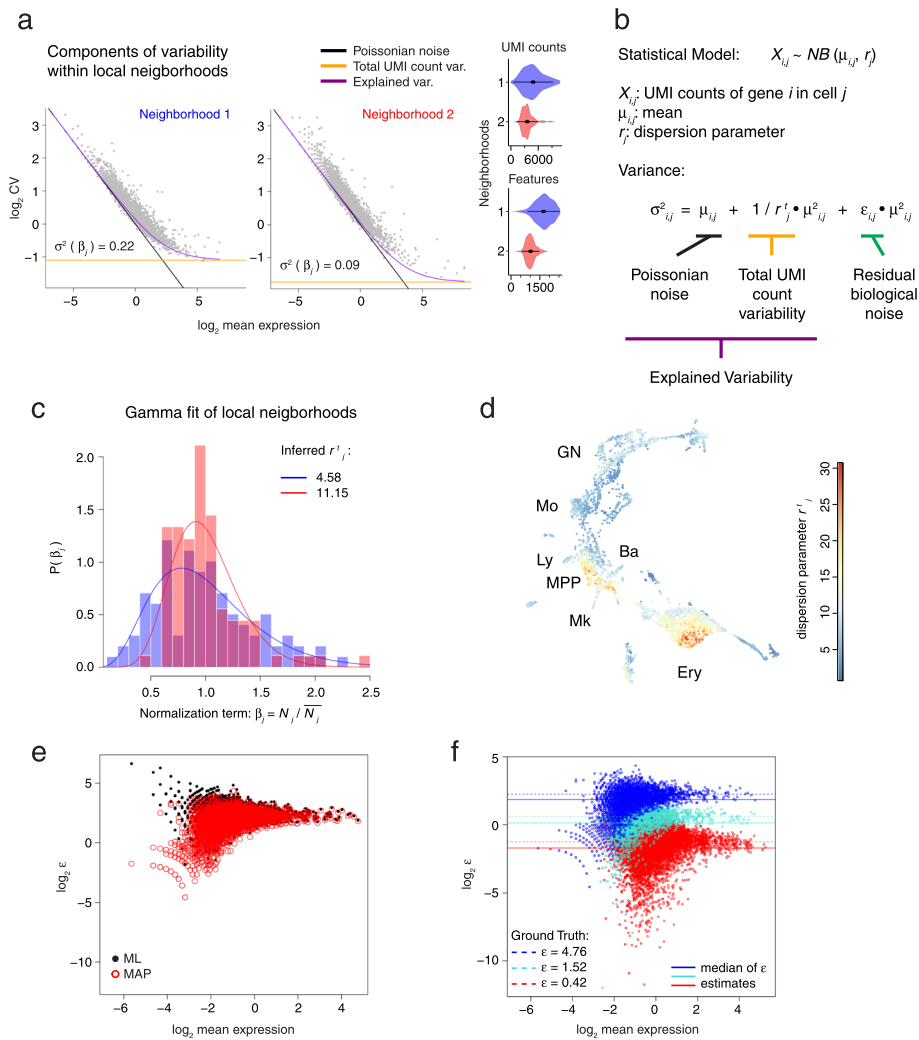 a
Components of variability
within local neigborhoods
Poissonian noise
Total UMI count var.
Explained var.
Neighborhood 1
Neighborhood 2
log2 CV
3
2
1
0
−1
σ2 ( βj ) = 0.22
−5
0
5
3
2
1
0
−1
σ2 ( βj ) = 0.09
−5
0
5
log2 mean expression
UMI counts
1
2
0
6000
Neighborhoods
Features
1
2
0
1500
b
Statistical Model: Xi,j ~ NB (μi,j, rj)
Xi,j: UMI counts of gene i in cell j
μi,j: mean
rj: dispersion parameter
Variance:
σ2i,j = μi,j + 1 / rtj • μ2i,j + εi,j • μ2i,j
Poissonian
noise
Total UMI
count
variability
Residual
biological
noise
Explained Variability
c
Gamma fit of local neigborhoods
Inferred rtj :
4.58
11.15
P( βj )
2.0
1.5
1.0
0.5
0.0
0.5
1.0
1.5
2.0
2.5
Normalization term: βj = Nj / Nj
d
GN
Mo
Ly
Ba
MPP
Mk
Ery
dispersion parameter rtj
30
25
20
15
10
5
e
log2 ε
5
0
−5
−10
ML
MAP
−6
−4
−2
0
2
4
log2 mean expression
f
log2 ε
5
0
−5
−10
Ground Truth:
ε = 4.76
ε = 1.52
ε = 0.42
median of ε
estimates
−6
−4
−2
0
2
4
log2 mean expression